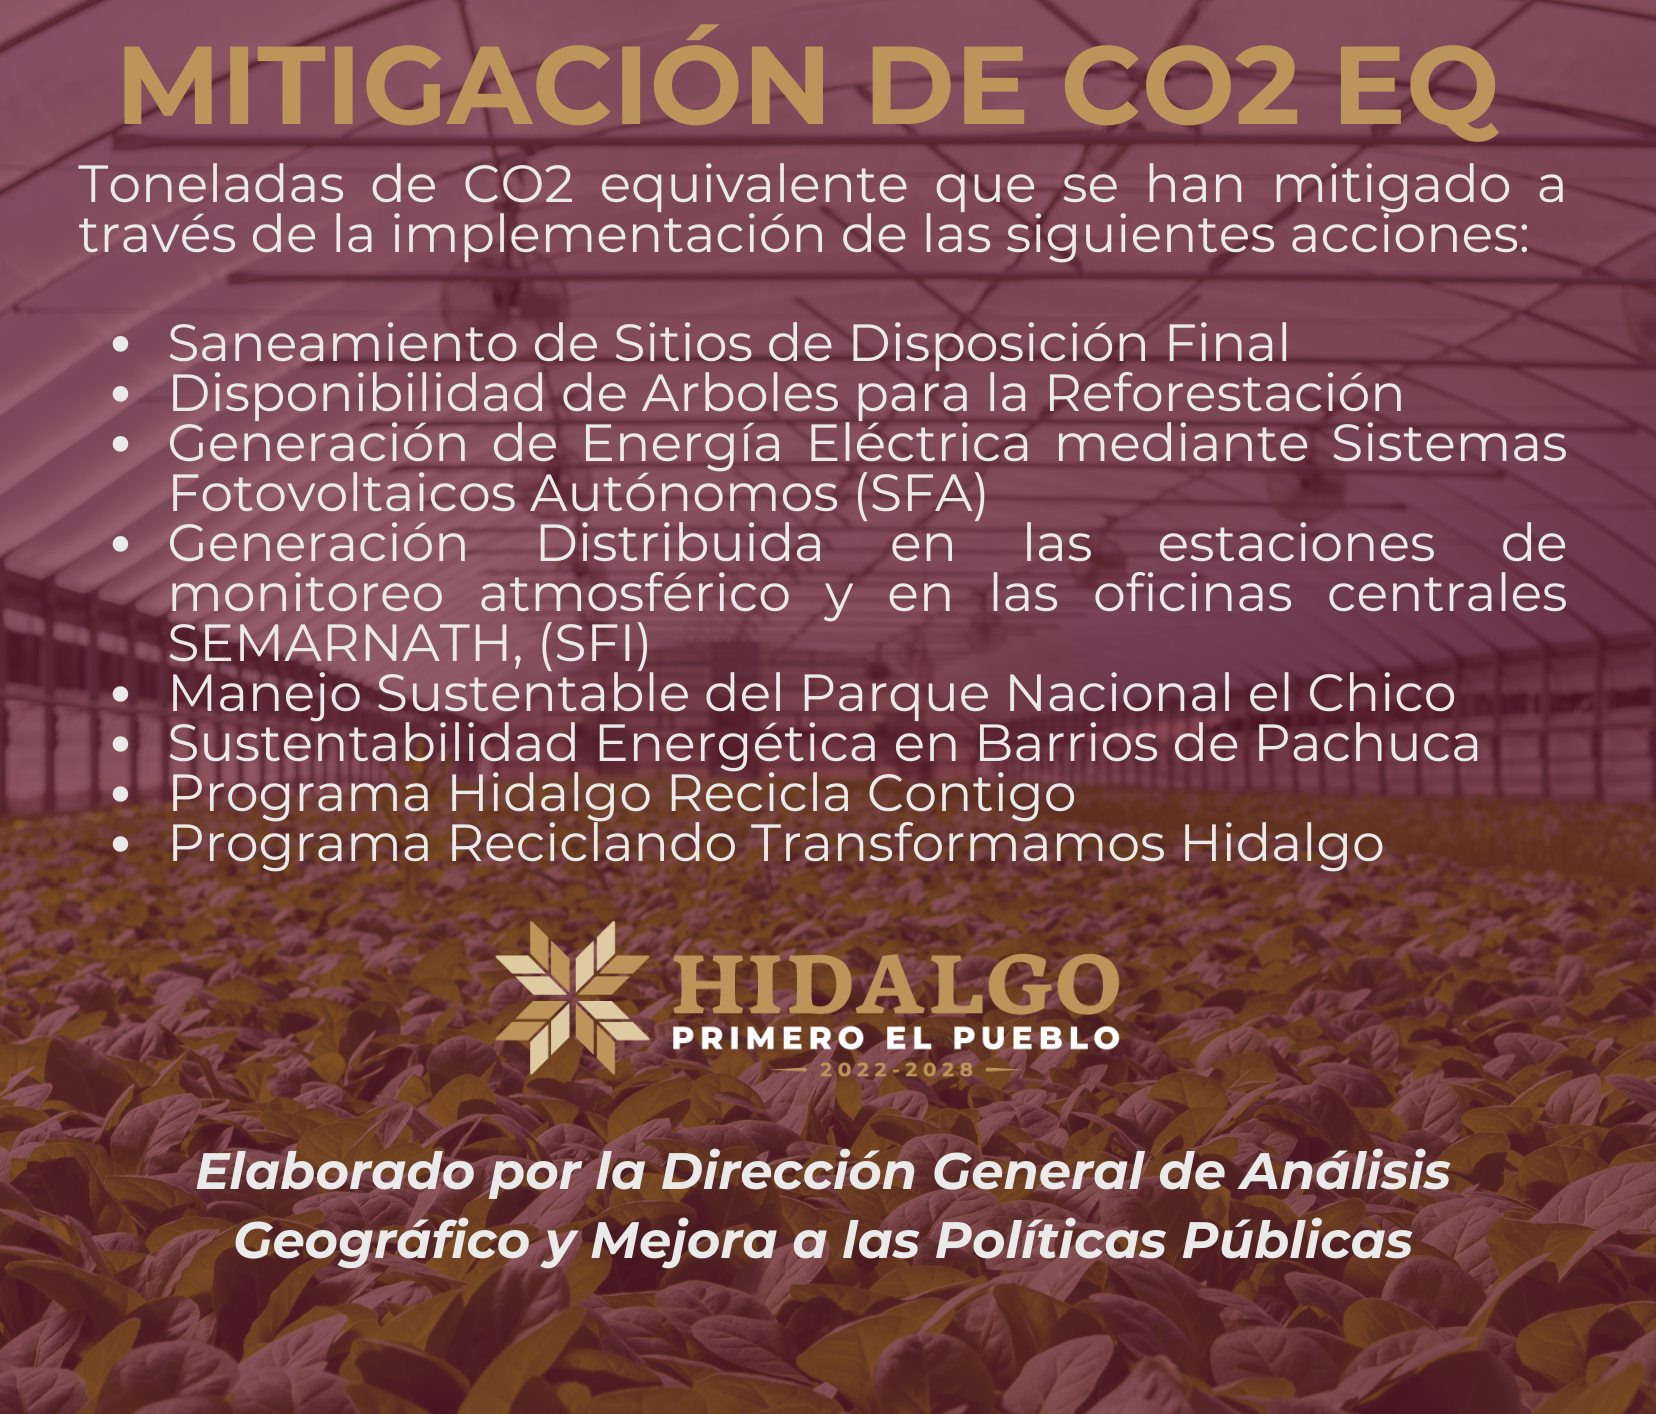 MITIGACIÓN DE CO2 EQ
Toneladas de CO2 equivalente que se han mitigado a
través de la implementación de las siguientes acciones:
• Saneamiento de Sitios de Disposición Final
• Disponibilidad de Arboles para la Reforestación
• Generación de Energía Eléctrica mediante Sistemas
Fotovoltaicos Autónomos (SFA)
• Generación Distribuida en las estaciones de
monitoreo atmosférico y en las oficinas centrales
SEMARNATH, (SFI)
• Manejo Sustentable del Parque Nacional el Chico
• Sustentabilidad Energética en Barrios de Pachuca
• Programa Hidalgo Recicla Contigo
• Programa Reciclando Transformamos Hidalgo
HIDALGO
PRIMERO EL PUEBLO
2022-2028
Elaborado por la Dirección General de Análisis
Geográfico y Mejora a las Políticas Públicas